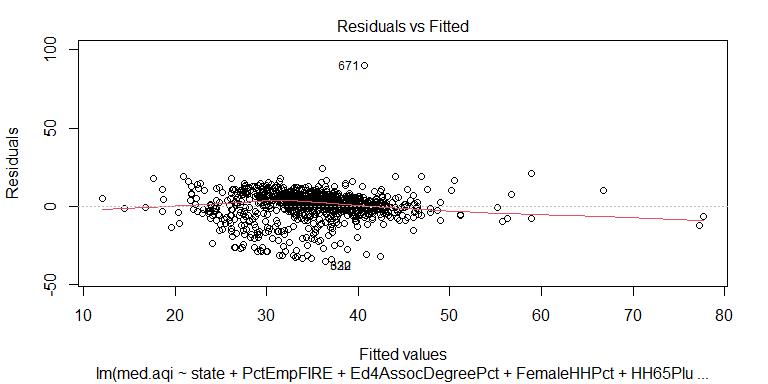 Residuals vs Fitted
100
671
50
Residuals
0
-50
10 20 30 40 50 60 70 80
Fitted values
lm(med.aqi ~ state + PctEmpFIRE + Ed4AssocDegreePct + FemaleHHPct + HH65Plu ...